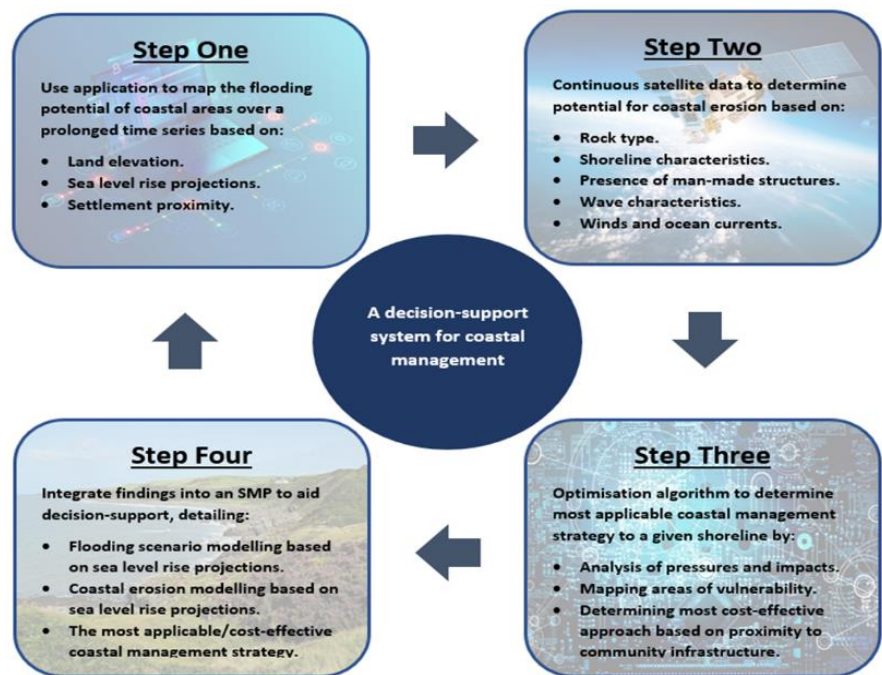 Step One
Use application to map the flooding
potential of coastal areas over a
prolonged time series based on:
• Land elevation.
• Sea level rise projections.
• Settlement proximity.
Step Two
Continuous satellite data to determine
potential for coastal erosion based on:
• Rock type.
• Shoreline characteristics.
• Presence of man-made structures.
• Wave characteristics.
• Winds and ocean currents.
A decision-support
system for coastal
management
Step Three
Optimisation algorithm to determine
most applicable coastal management
strategy to a given shoreline by:
• Analysis of pressures and impacts.
• Mapping areas of vulnerability.
• Determining most cost-effective
approach based on proximity to
community infrastructure.
Step Four
Integrate findings into an SMP to aid
decision-support, detailing:
• Flooding scenario modelling based
on sea level rise projections.
• Coastal erosion modelling based on
sea level rise projections.
• The most applicable/cost-effective
coastal management strategy.